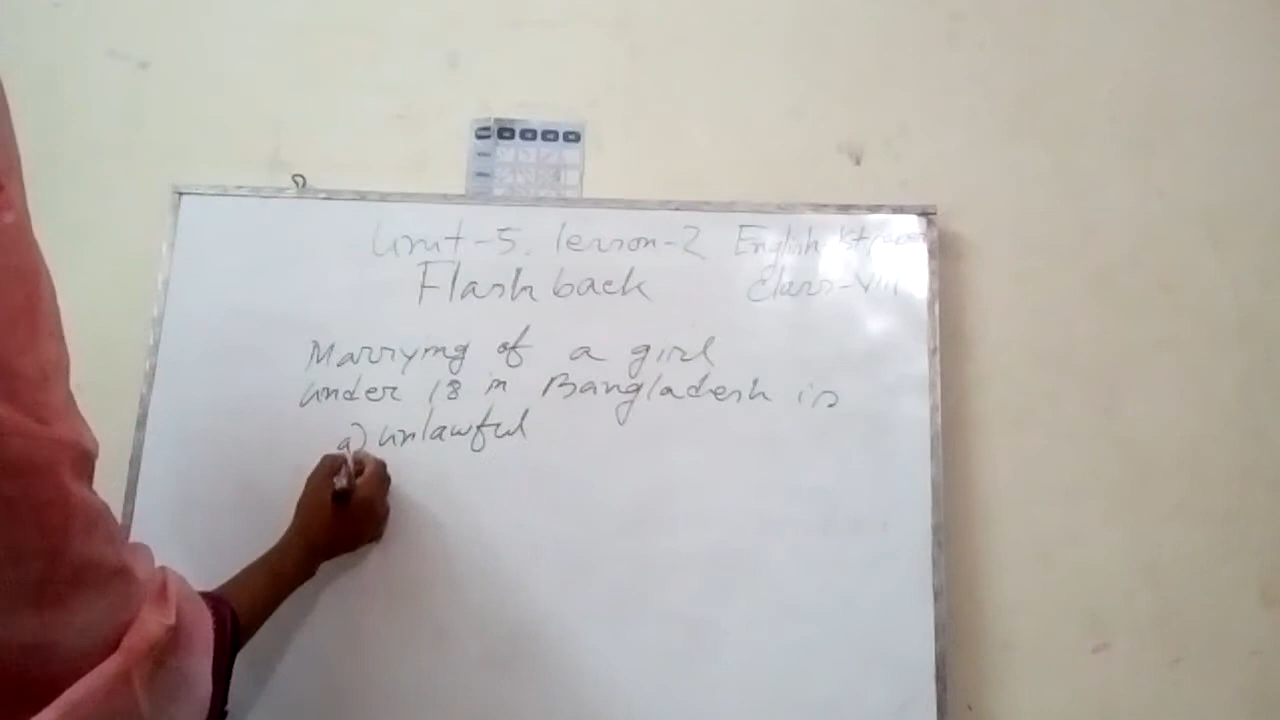 Unit-5, lesson-2 English 1st paper
Flash back Class-VIII
Marrying of a girl
under 18 in Bangladesh is
a) unlawful